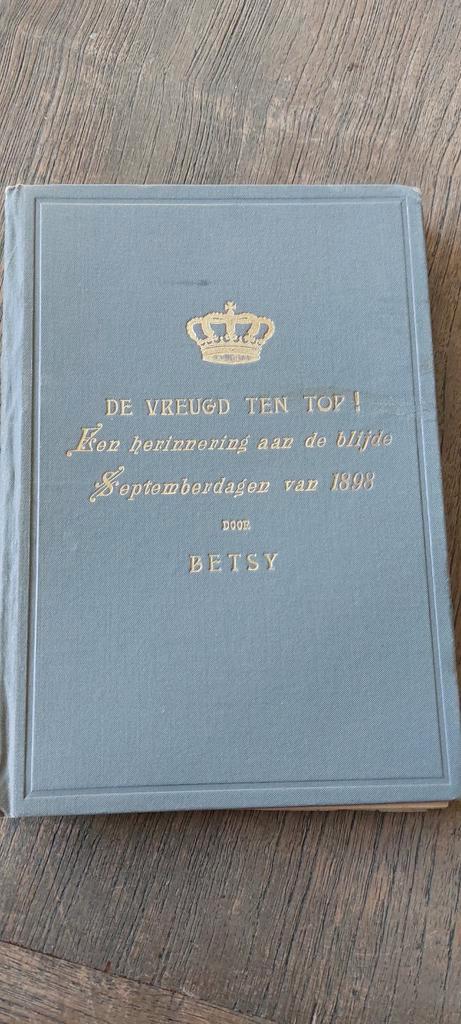 DE VREUGD TEN TOP!
Een herinnering aan de blijde
Septemberdagen van 1898
DOOR
BETSY